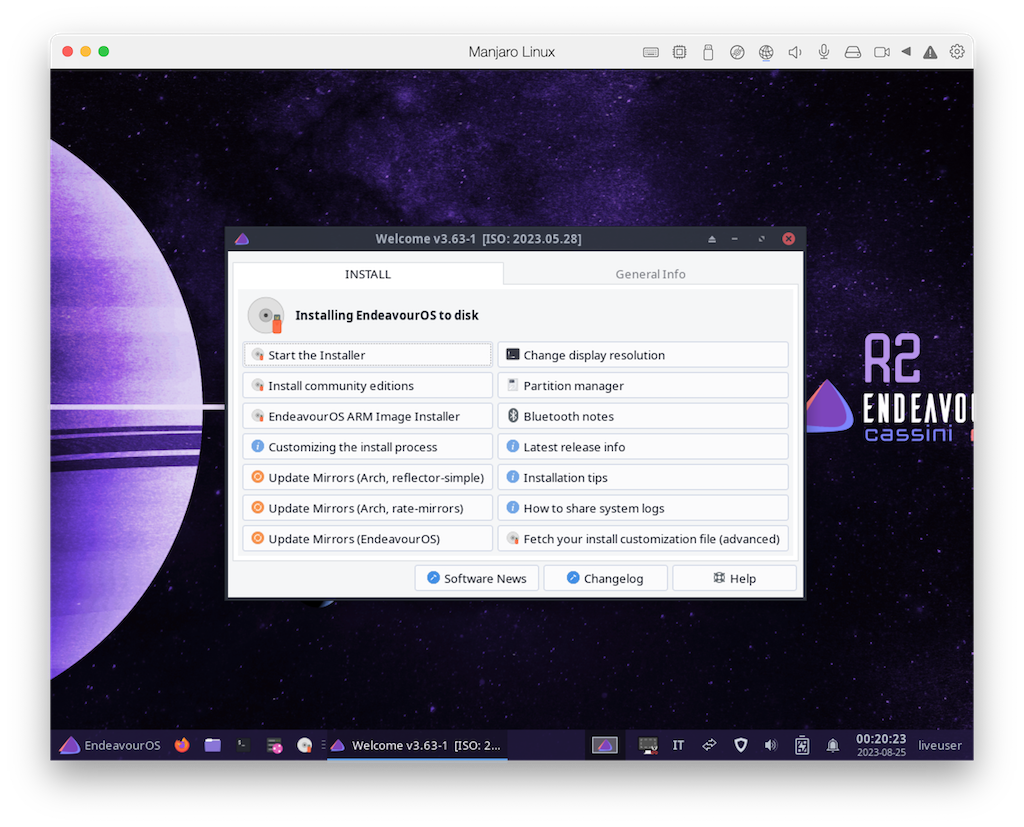 Manjaro Linux
Welcome v3.63-1 [ISO: 2023.05.28]
INSTALL
General Info
Installing EndeavourOS to disk
Start the Installer
Change display resolution
Install community editions
Partition manager
EndeavourOS ARM Image Installer
Bluetooth notes
Customizing the install process
Latest release info
Update Mirrors (Arch, reflector-simple)
Installation tips
Update Mirrors (Arch, rate-mirrors)
How to share system logs
Update Mirrors (EndeavourOS)
Fetch your install customization file (advanced)
Software News
Changelog
Help
R2
ENDEAVO
cassini
EndeavourOS
Welcome v3.63-1 [ISO: 2...
IT
00:20:23
2023-08-25
liveuser